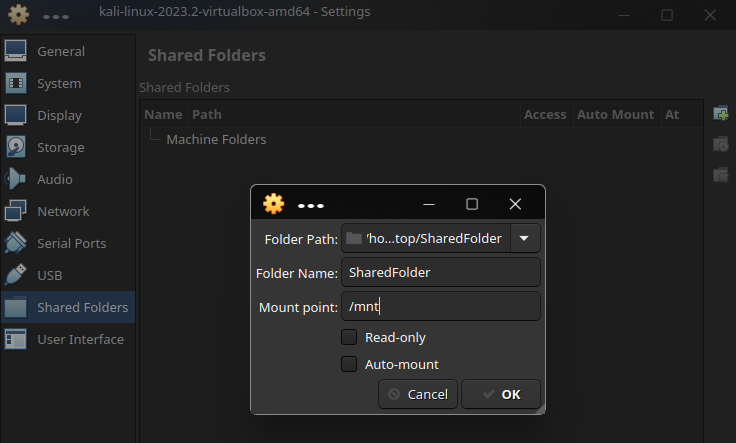 kali-linux-2023.2-virtualbox-amd64 - Settings
General
System
Display
Storage
Audio
Network
Serial Ports
USB
Shared Folders
User Interface
Shared Folders
Shared Folders
Name Path Access Auto Mount At
Machine Folders
Folder Path: /ho...top/SharedFolder
Folder Name: SharedFolder
Mount point: /mnt
Read-only
Auto-mount
Cancel OK